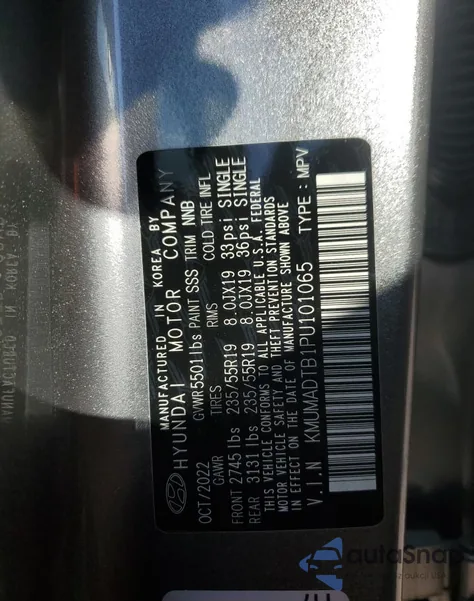 MANUFACTURED IN KOREA BY
HYUNDAI MOTOR COMPANY
OCT/2022 GVWR5501lbs PAINT SSS TRIM NNB
GAWR TIRES RIMS COLD TIRE INFL
FRONT 2745 lbs 235/55R19 8.0JX19 33psi SINGLE
REAR 3131 lbs 235/55R19 8.0JX19 36psi SINGLE
THIS VEHICLE CONFORMS TO ALL APPLICABLE U.S.A. FEDERAL
MOTOR VEHICLE SAFETY AND THEFT PREVENTION STANDARDS
IN EFFECT ON THE DATE OF MANUFACTURE SHOWN ABOVE
V.I.N KMUMADTB1PU101065 TYPE : MPV
autoSnap